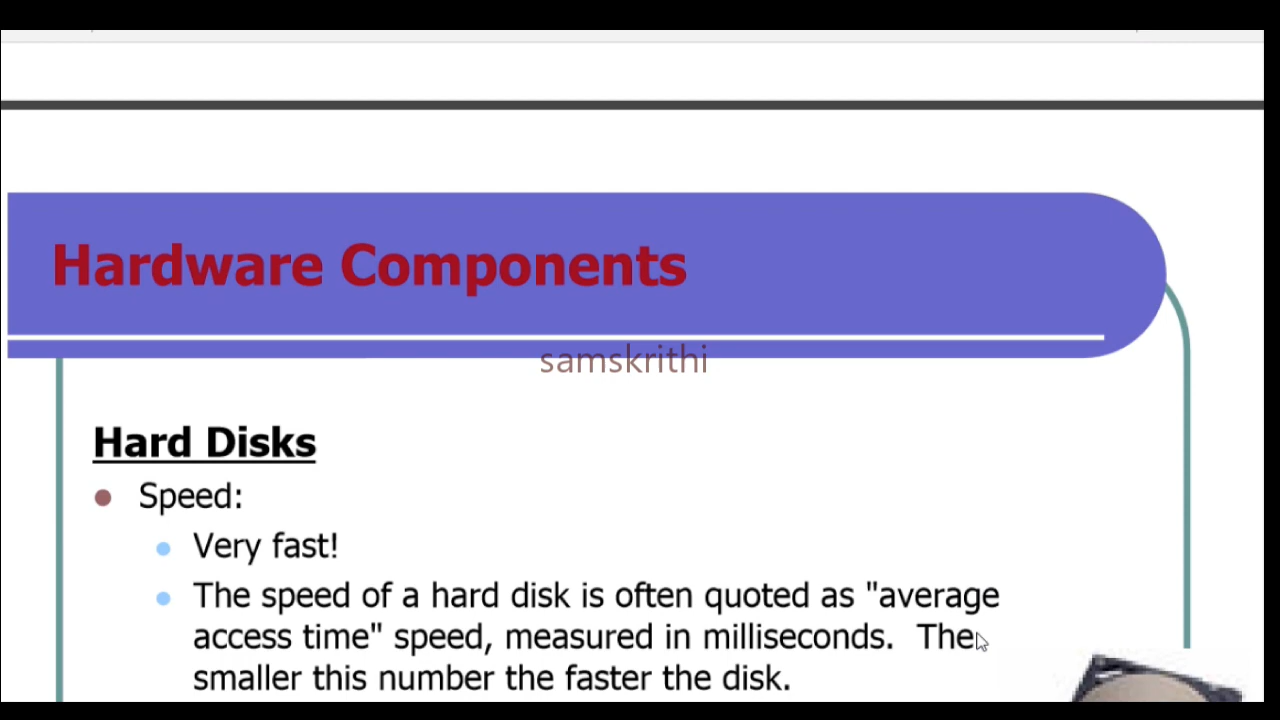 Hardware Components
samskrithi
Hard Disks
Speed:
Very fast!
The speed of a hard disk is often quoted as "average
access time" speed, measured in milliseconds. The
smaller this number the faster the disk.